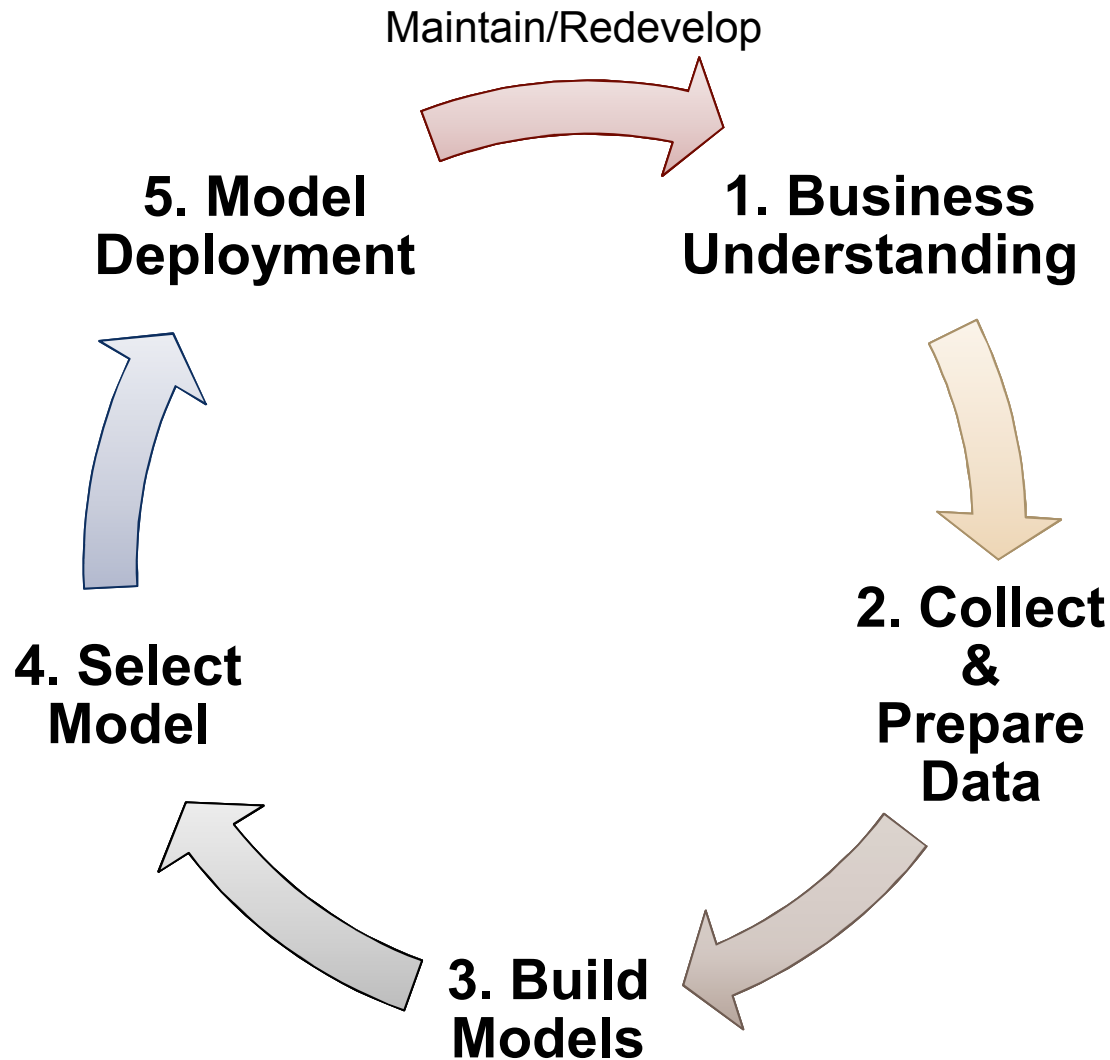 Maintain/Redevelop
1. Business
Understanding
2. Collect
&
Prepare
Data
3. Build
Models
4. Select
Model
5. Model
Deployment